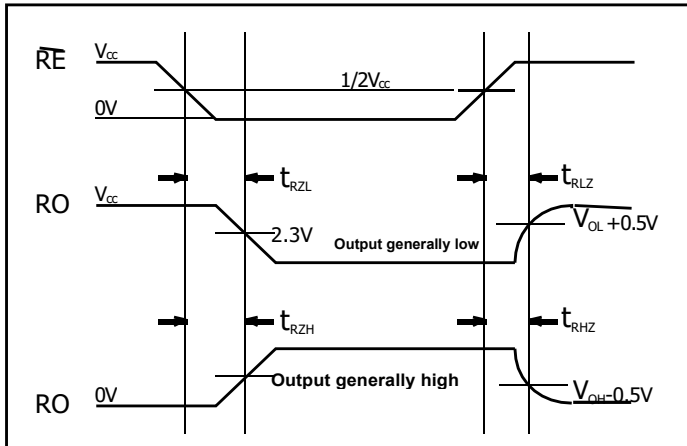 RE
Vcc
1/2Vcc
0V
tRZL
tRLZ
RO
Vcc
2.3V
Output generally low
VOL +0.5V
tRZH
tRHZ
Output generally high
RO
0V
VOH-0.5V